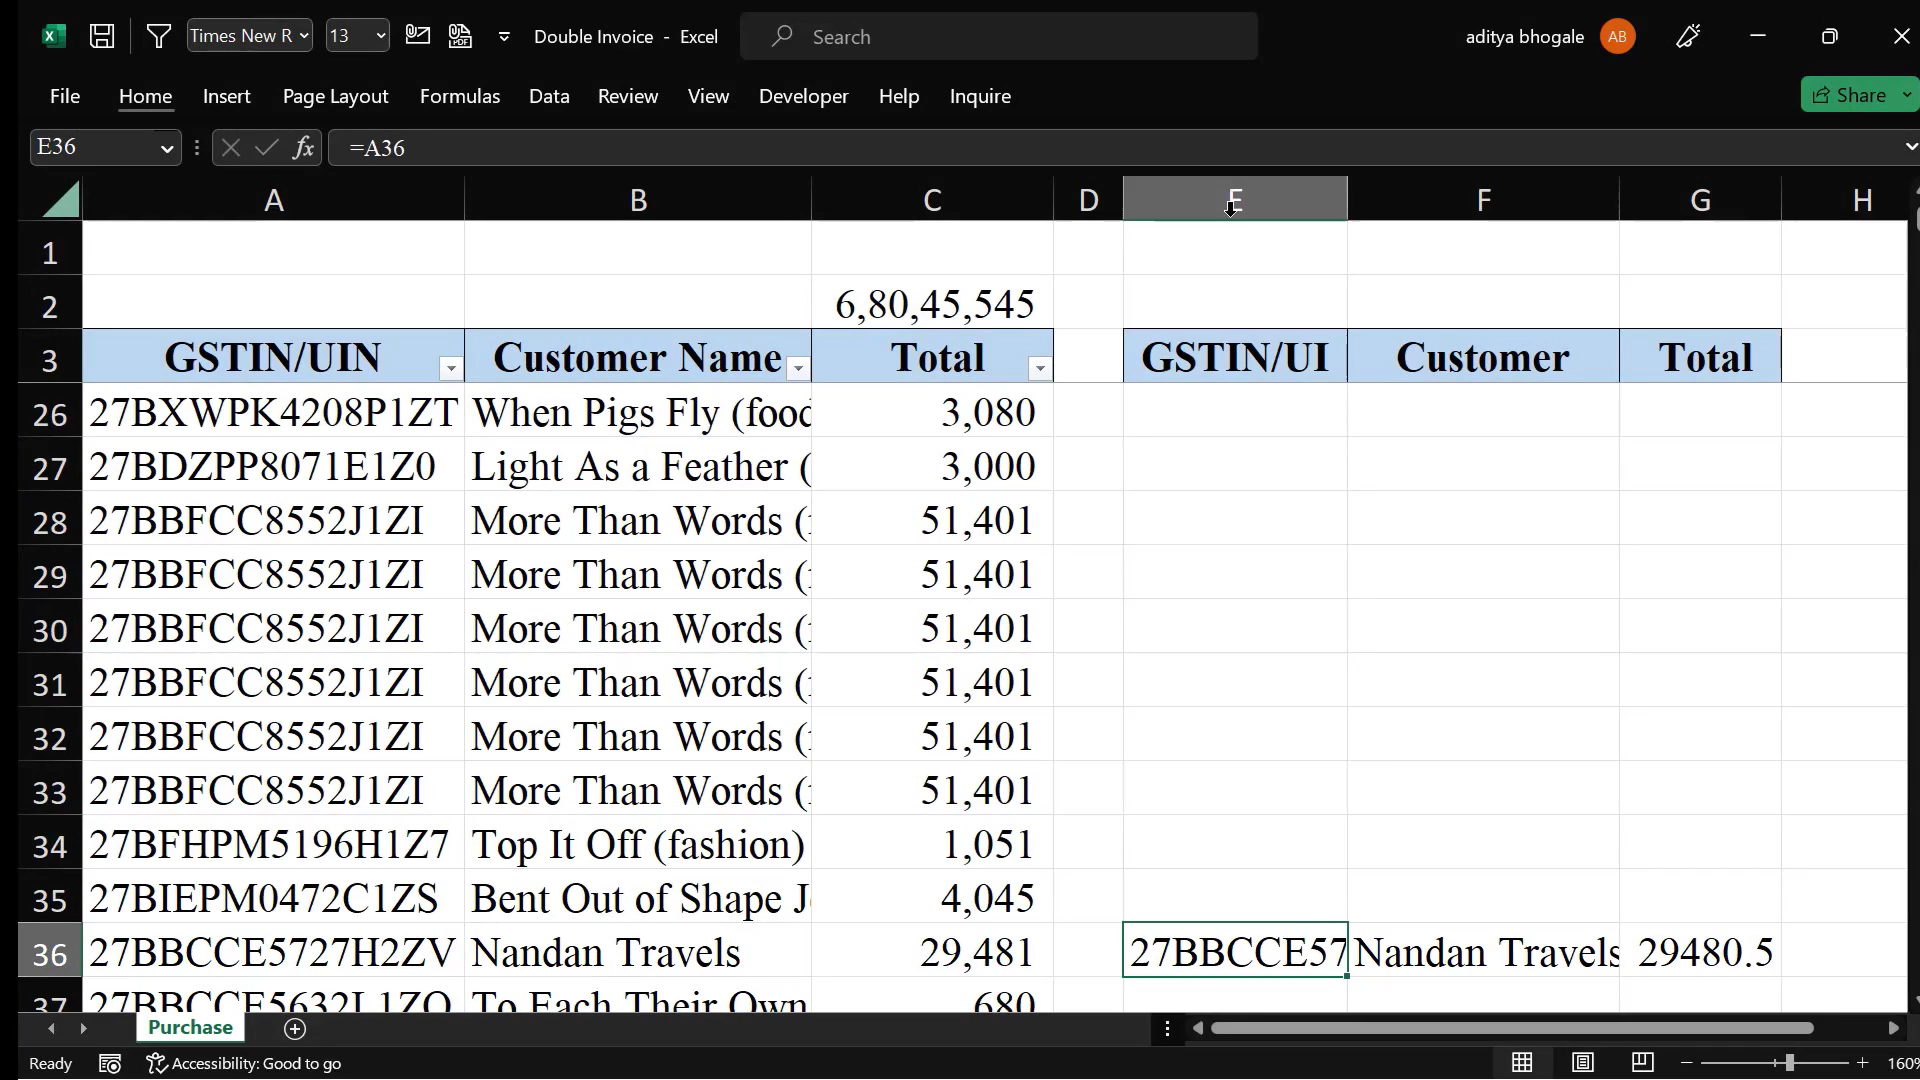 Times New R 13 Double Invoice - Excel Search aditya bhogale AB
File Home Insert Page Layout Formulas Data Review View Developer Help Inquire Share
E36 fx =A36
A B C D E F G H
1
2 6,80,45,545
3 GSTIN/UIN Customer Name Total GSTIN/UI Customer Total
26 27BXWPK4208P1ZT When Pigs Fly (food 3,080
27 27BDZPP8071E1Z0 Light As a Feather ( 3,000
28 27BBFCC8552J1ZI More Than Words ( 51,401
29 27BBFCC8552J1ZI More Than Words ( 51,401
30 27BBFCC8552J1ZI More Than Words ( 51,401
31 27BBFCC8552J1ZI More Than Words ( 51,401
32 27BBFCC8552J1ZI More Than Words ( 51,401
33 27BBFCC8552J1ZI More Than Words ( 51,401
34 27BFHPM5196H1Z7 Top It Off (fashion) 1,051
35 27BIEPM0472C1ZS Bent Out of Shape J 4,045
36 27BBCCE5727H2ZV Nandan Travels 29,481 27BBCCE57 Nandan Travels 29480.5
37 27BBCCE5632L1ZO To Each Their Own 680
Purchase
Ready Accessibility: Good to go 160%